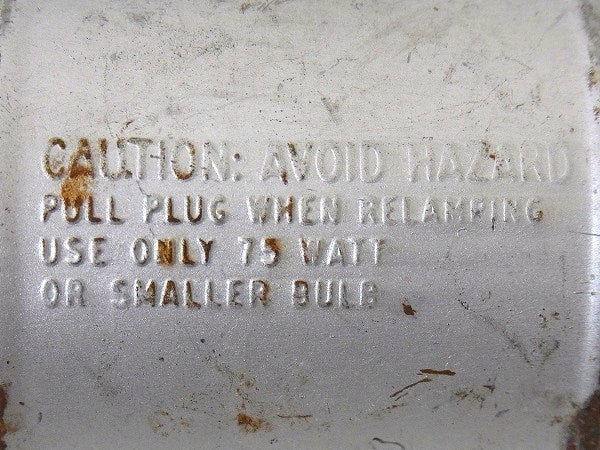 CAUTION: AVOID HAZARD
PULL PLUG WHEN RELAMPING
USE ONLY 75 WATT
OR SMALLER BULB